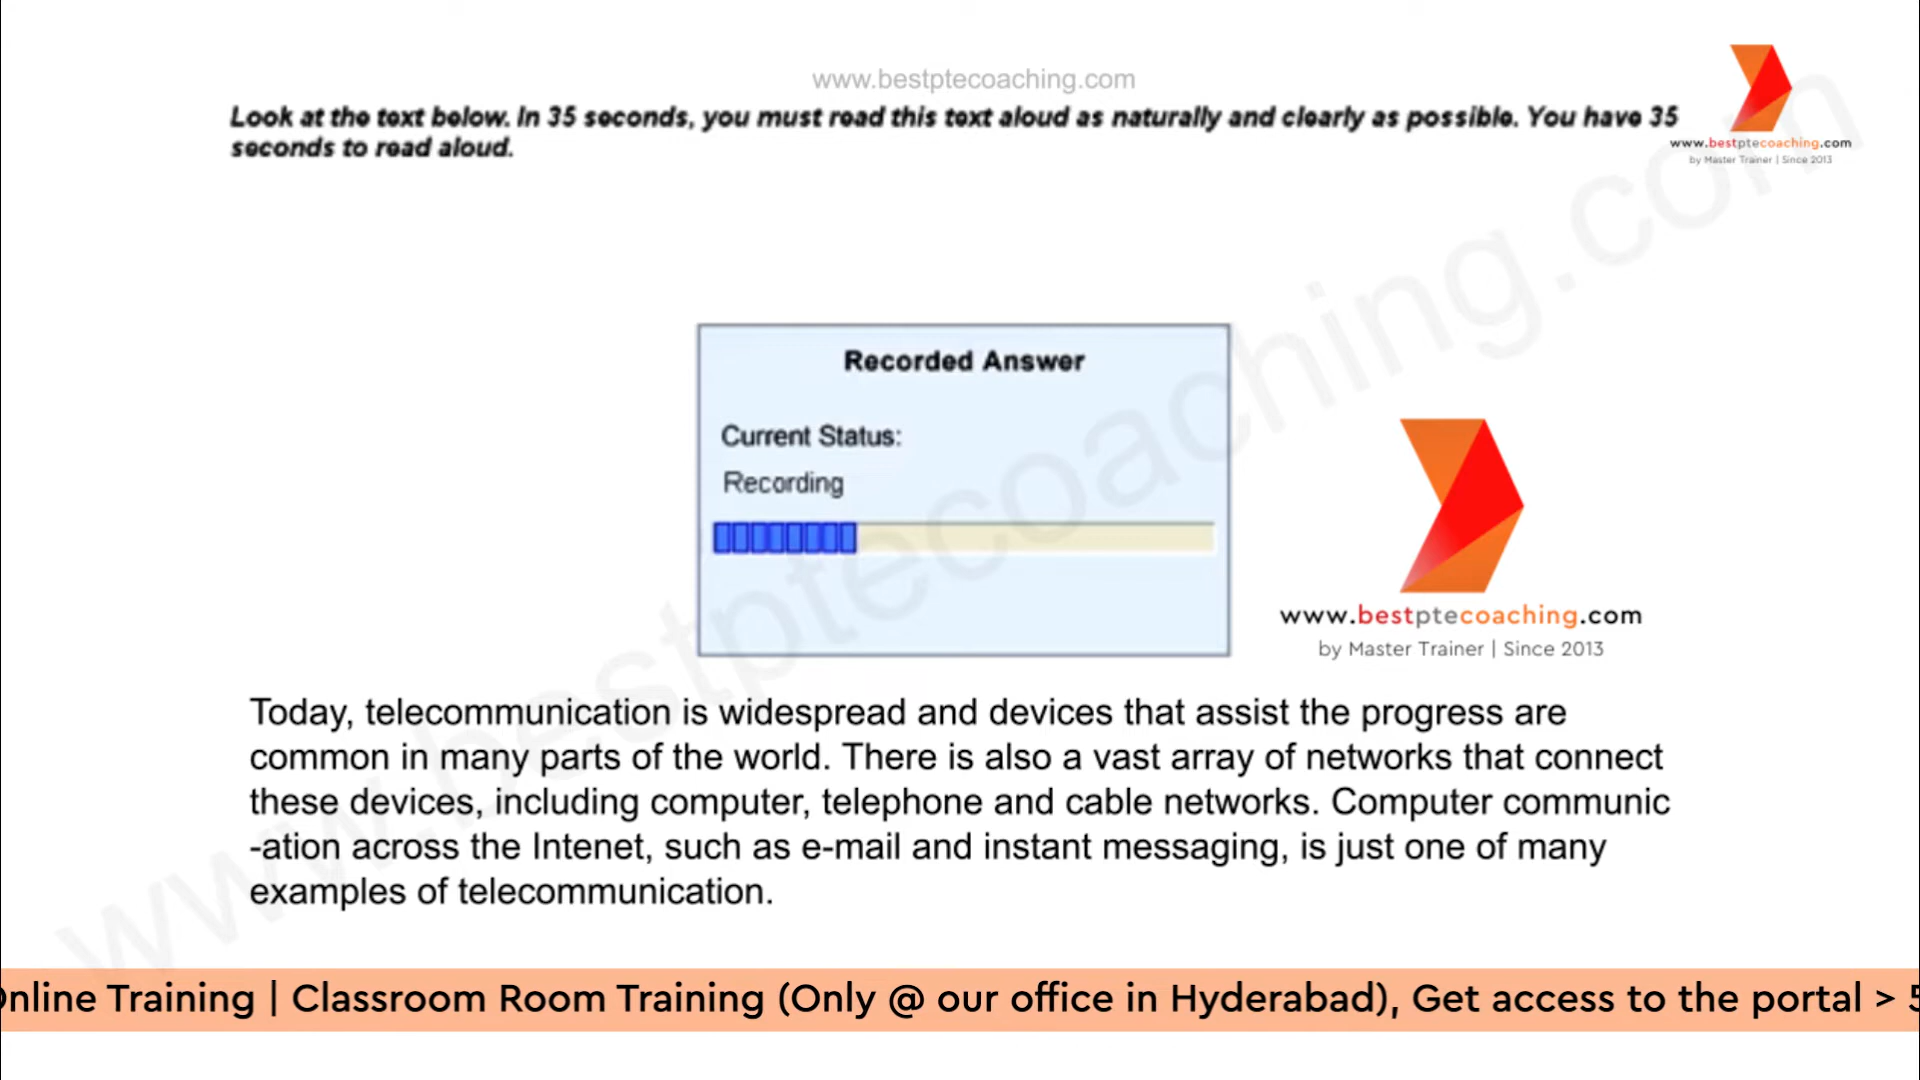 www.bestptecoaching.com
Look at the text below. In 35 seconds, you must read this text aloud as naturally and clearly as possible. You have 35
seconds to read aloud.
www.bestptecoaching.com
by Master Trainer | Since 2013
Recorded Answer
Current Status:
Recording
www.bestptecoaching.com
by Master Trainer | Since 2013
Today, telecommunication is widespread and devices that assist the progress are
common in many parts of the world. There is also a vast array of networks that connect
these devices, including computer, telephone and cable networks. Computer communic
-ation across the Intenet, such as e-mail and instant messaging, is just one of many
examples of telecommunication.
www.bestptecoaching.com
Online Training | Classroom Room Training (Only @ our office in Hyderabad), Get access to the portal > 5